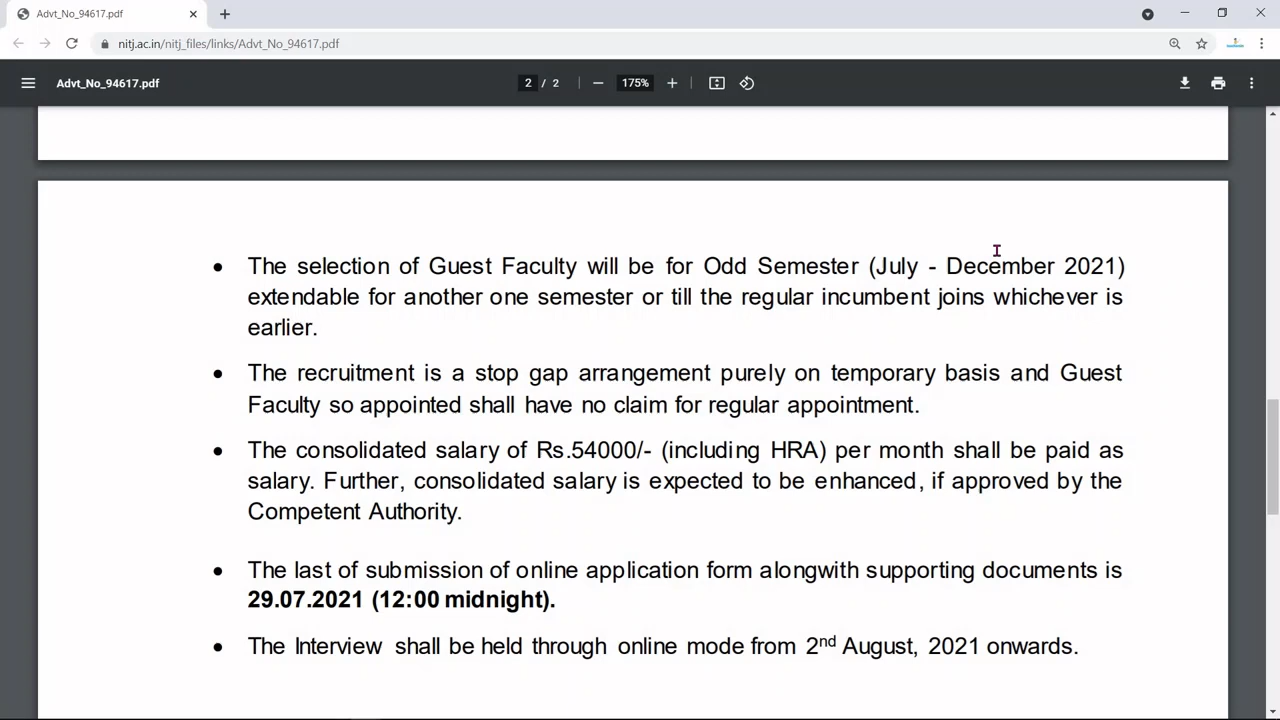 Advt_No_94617.pdf
nitj.ac.in/nitj_files/links/Advt_No_94617.pdf
Advt_No_94617.pdf 2 / 2 175%
• The selection of Guest Faculty will be for Odd Semester (July - December 2021)
extendable for another one semester or till the regular incumbent joins whichever is
earlier.
• The recruitment is a stop gap arrangement purely on temporary basis and Guest
Faculty so appointed shall have no claim for regular appointment.
• The consolidated salary of Rs.54000/- (including HRA) per month shall be paid as
salary. Further, consolidated salary is expected to be enhanced, if approved by the
Competent Authority.
• The last of submission of online application form alongwith supporting documents is
29.07.2021 (12:00 midnight).
• The Interview shall be held through online mode from 2nd August, 2021 onwards.